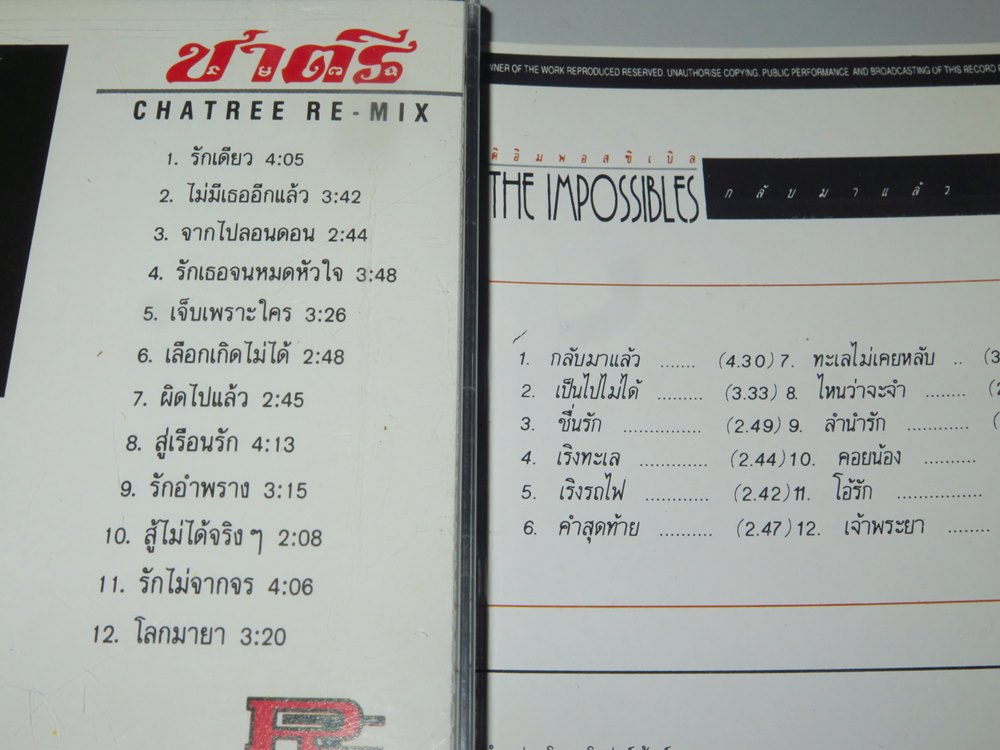 ชาตรี
CHATREE RE-MIX
1. รักเดียว 4:05
2. ไม่มีเธออีกแล้ว 3:42
3. จากไปลอนดอน 2:44
4. รักเธอจนหมดหัวใจ 3:48
5. เจ็บเพราะใคร 3:26
6. เลือกเกิดไม่ได้ 2:48
7. ผิดไปแล้ว 2:45
8. สู่เรือนรัก 4:13
9. รักอำพราง 3:15
10. สู้ไม่ได้จริงๆ 2:08
11. รักไม่จากจร 4:06
12. โลกมายา 3:20
OWNER OF THE WORK REPRODUCED RESERVED. UNAUTHORISE COPYING, PUBLIC PERFORMANCE AND BROADCASTING OF THIS RECORD
ดิอิมพอสซิเบิล
THE IMPOSSIBLES
กลับมาแล้ว
1. กลับมาแล้ว ....... (4.30) 7. ทะเลไม่เคยหลับ ..
2. เป็นไปไม่ได้ ......... (3.33) 8. ไหนว่าจะจำ ........
3. ชื่นรัก ............... (2.49) 9. ลำนำรัก ............
4. เริงทะเล ............. (2.44) 10. คอยน้อง ..........
5. เริงรถไฟ ............ (2.42) 11. โอ้รัก ................
6. คำสุดท้าย .......... (2.47) 12. เจ้าพระยา ........